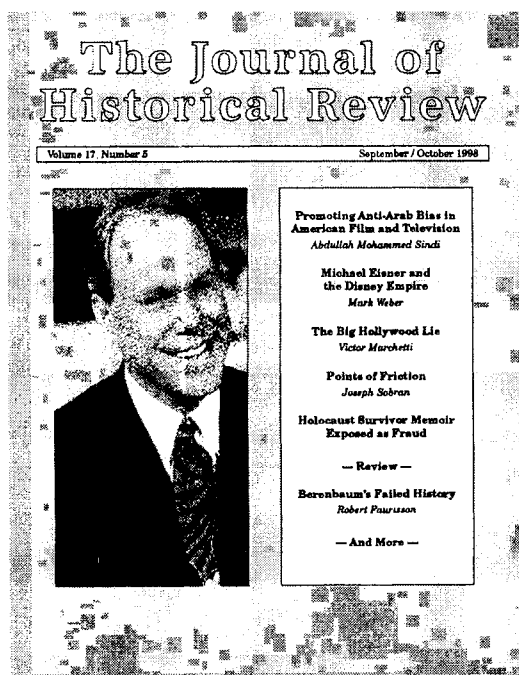 The Journal of
Historical Review
Volume 17, Number 5 September / October 1998
Promoting Anti-Arab Bias in
American Film and Television
Abdullah Mohammed Sindi
Michael Eisner and
the Disney Empire
Mark Weber
The Big Hollywood Lie
Victor Marchetti
Points of Friction
Joseph Sobran
Holocaust Survivor Memoir
Exposed as Fraud
— Review —
Berenbaum's Failed History
Robert Faurisson
— And More —